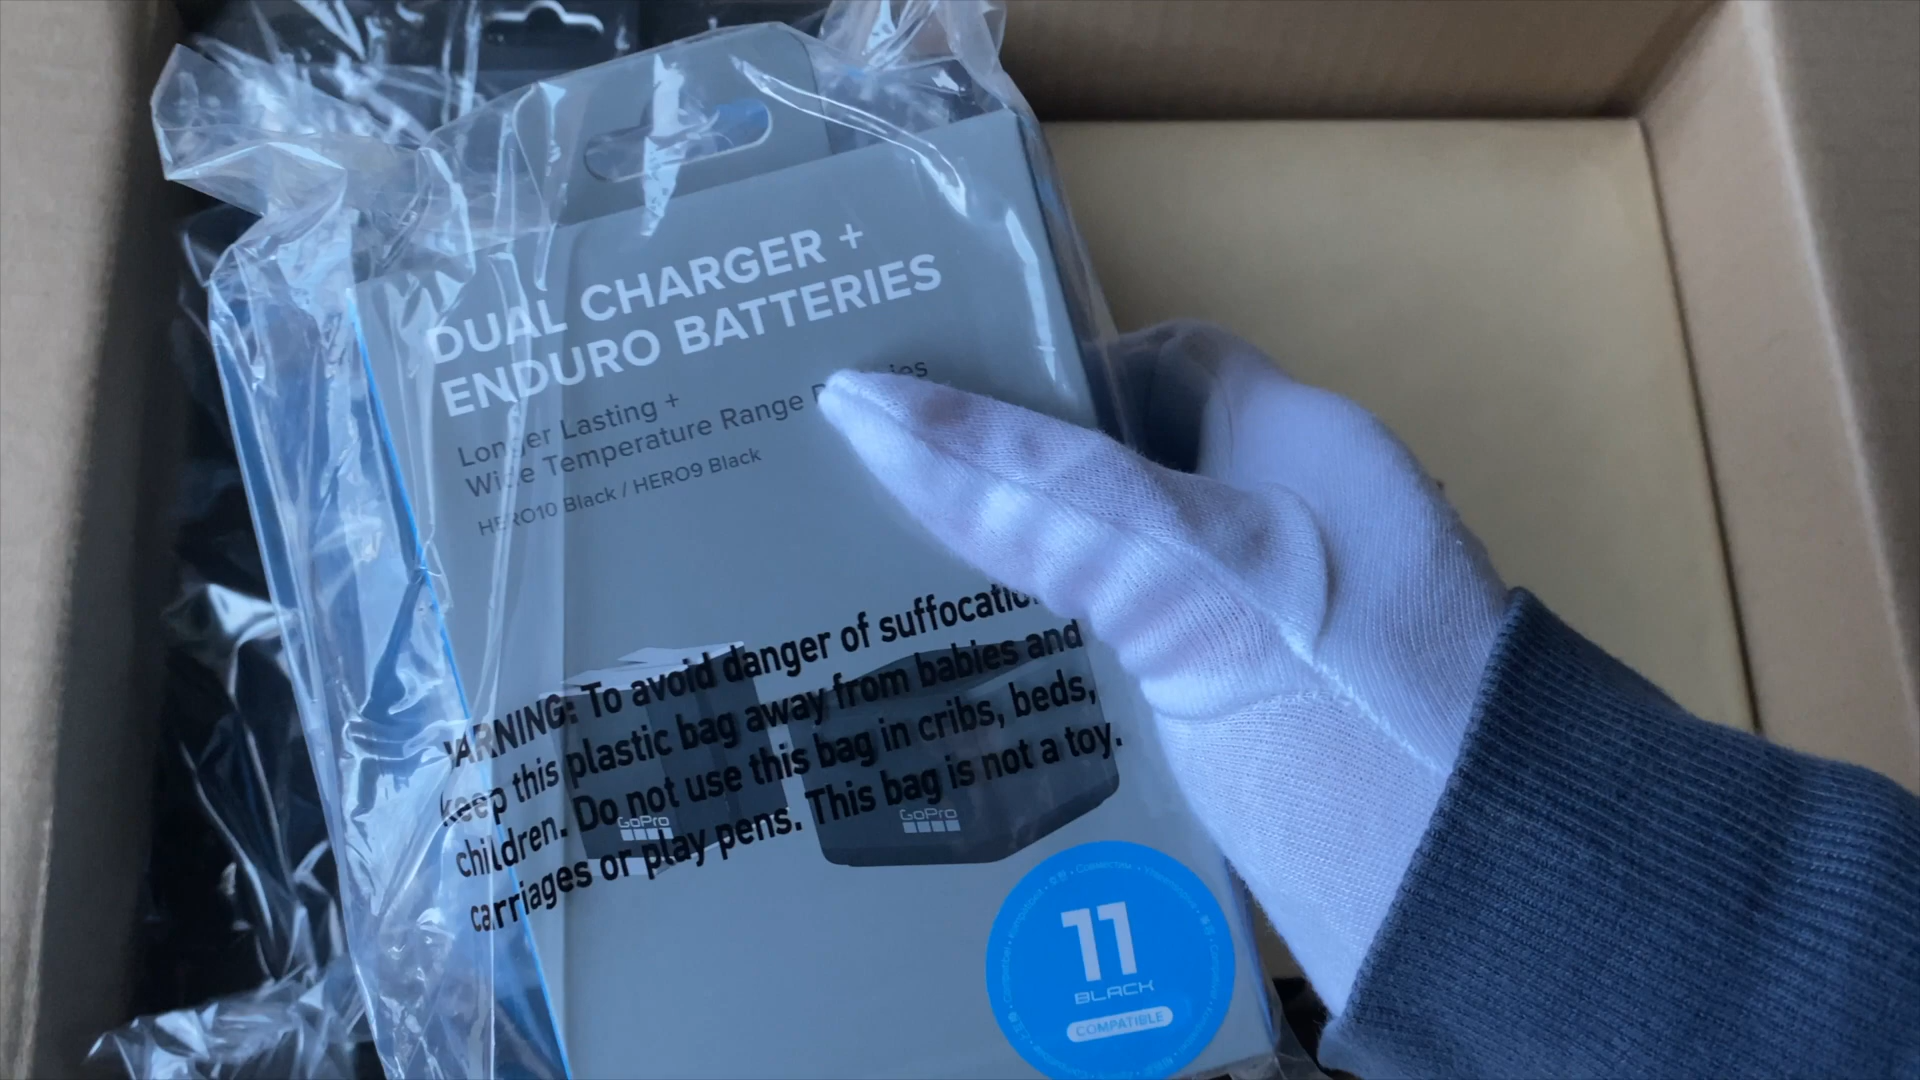 DUAL CHARGER +
ENDURO BATTERIES
Longer Lasting +
Wide Temperature Range
HERO10 Black / HERO9 Black
WARNING: To avoid danger of suffocation
keep this plastic bag away from babies and
children. Do not use this bag in cribs, beds,
carriages or play pens. This bag is not a toy.
GoPro
GoPro
11
BLACK
COMPATIBLE